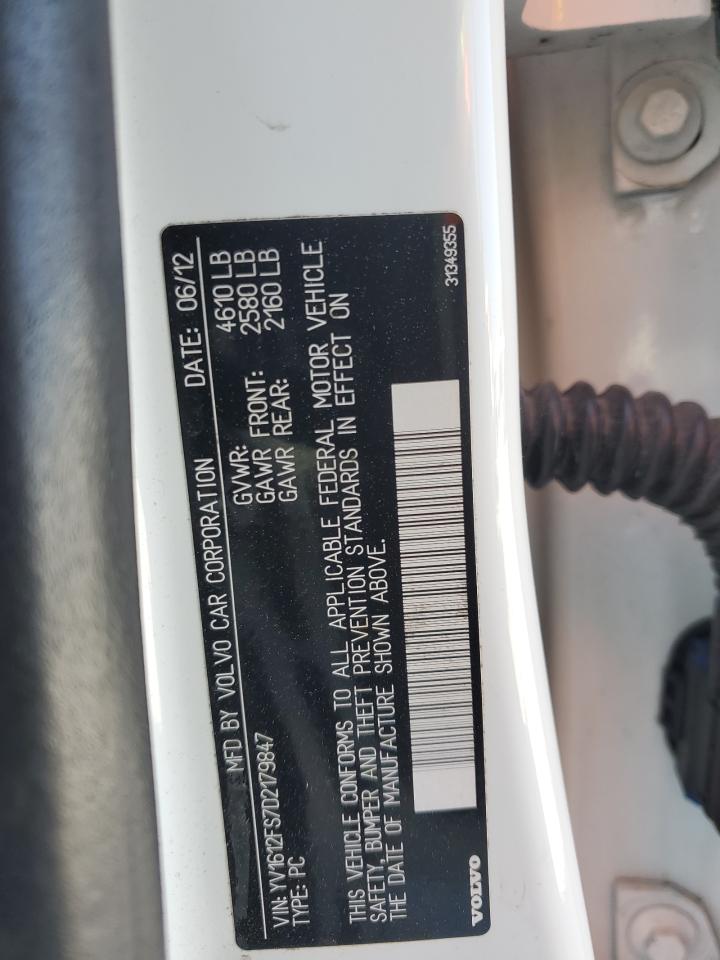 MFD BY VOLVO CAR CORPORATION DATE: 06/12
GVWR: 4610 LB
GAWR FRONT: 2580 LB
GAWR REAR: 2160 LB
VIN: YV1612FS7D2179847
TYPE: PC
THIS VEHICLE CONFORMS TO ALL APPLICABLE FEDERAL MOTOR VEHICLE
SAFETY, BUMPER AND THEFT PREVENTION STANDARDS IN EFFECT ON
THE DATE OF MANUFACTURE SHOWN ABOVE.
VOLVO
31349355